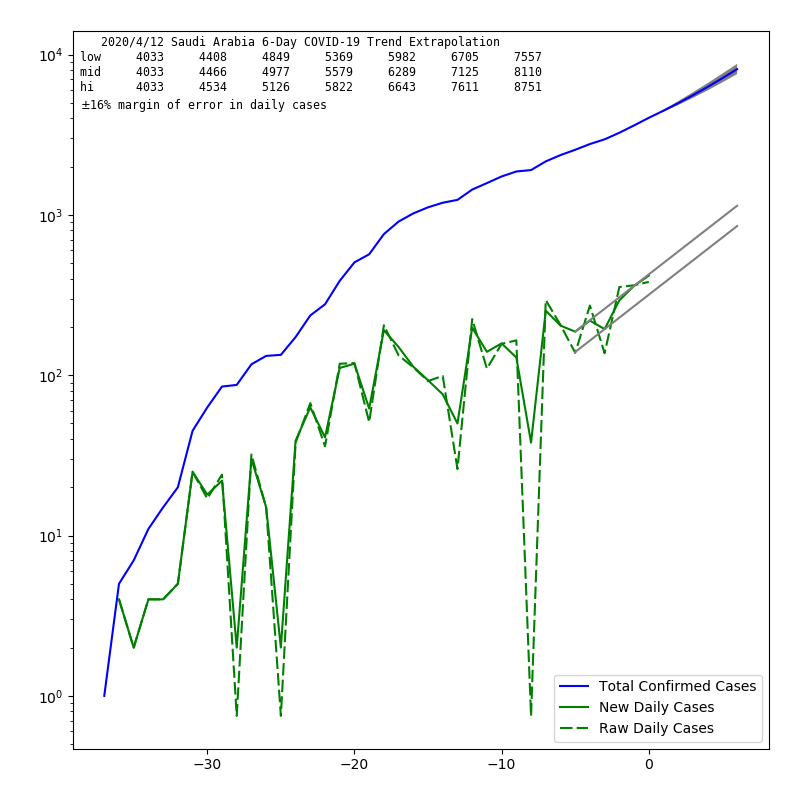 2020/4/12 Saudi Arabia 6-Day COVID-19 Trend Extrapolation
low 4033 4408 4849 5369 5982 6705 7557
mid 4033 4466 4977 5579 6289 7125 8110
hi 4033 4534 5126 5822 6643 7611 8751
±16% margin of error in daily cases
10⁴
10³
10²
10¹
10⁰
Total Confirmed Cases
New Daily Cases
Raw Daily Cases
−30 −20 −10 0